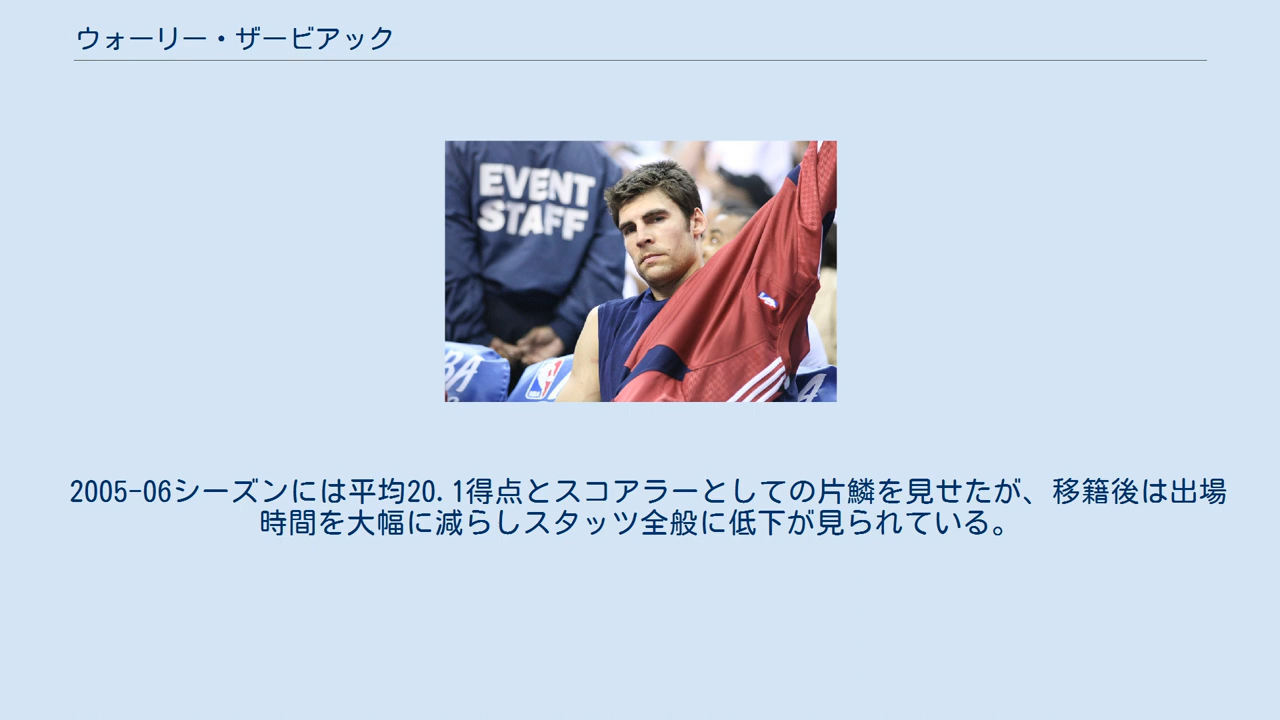 ウォーリー・ザービアック
EVENT
STAFF
BA
A
2005-06シーズンには平均20.1得点とスコアラーとしての片鱗を見せたが、移籍後は出場
時間を大幅に減らしスタッツ全般に低下が見られている。